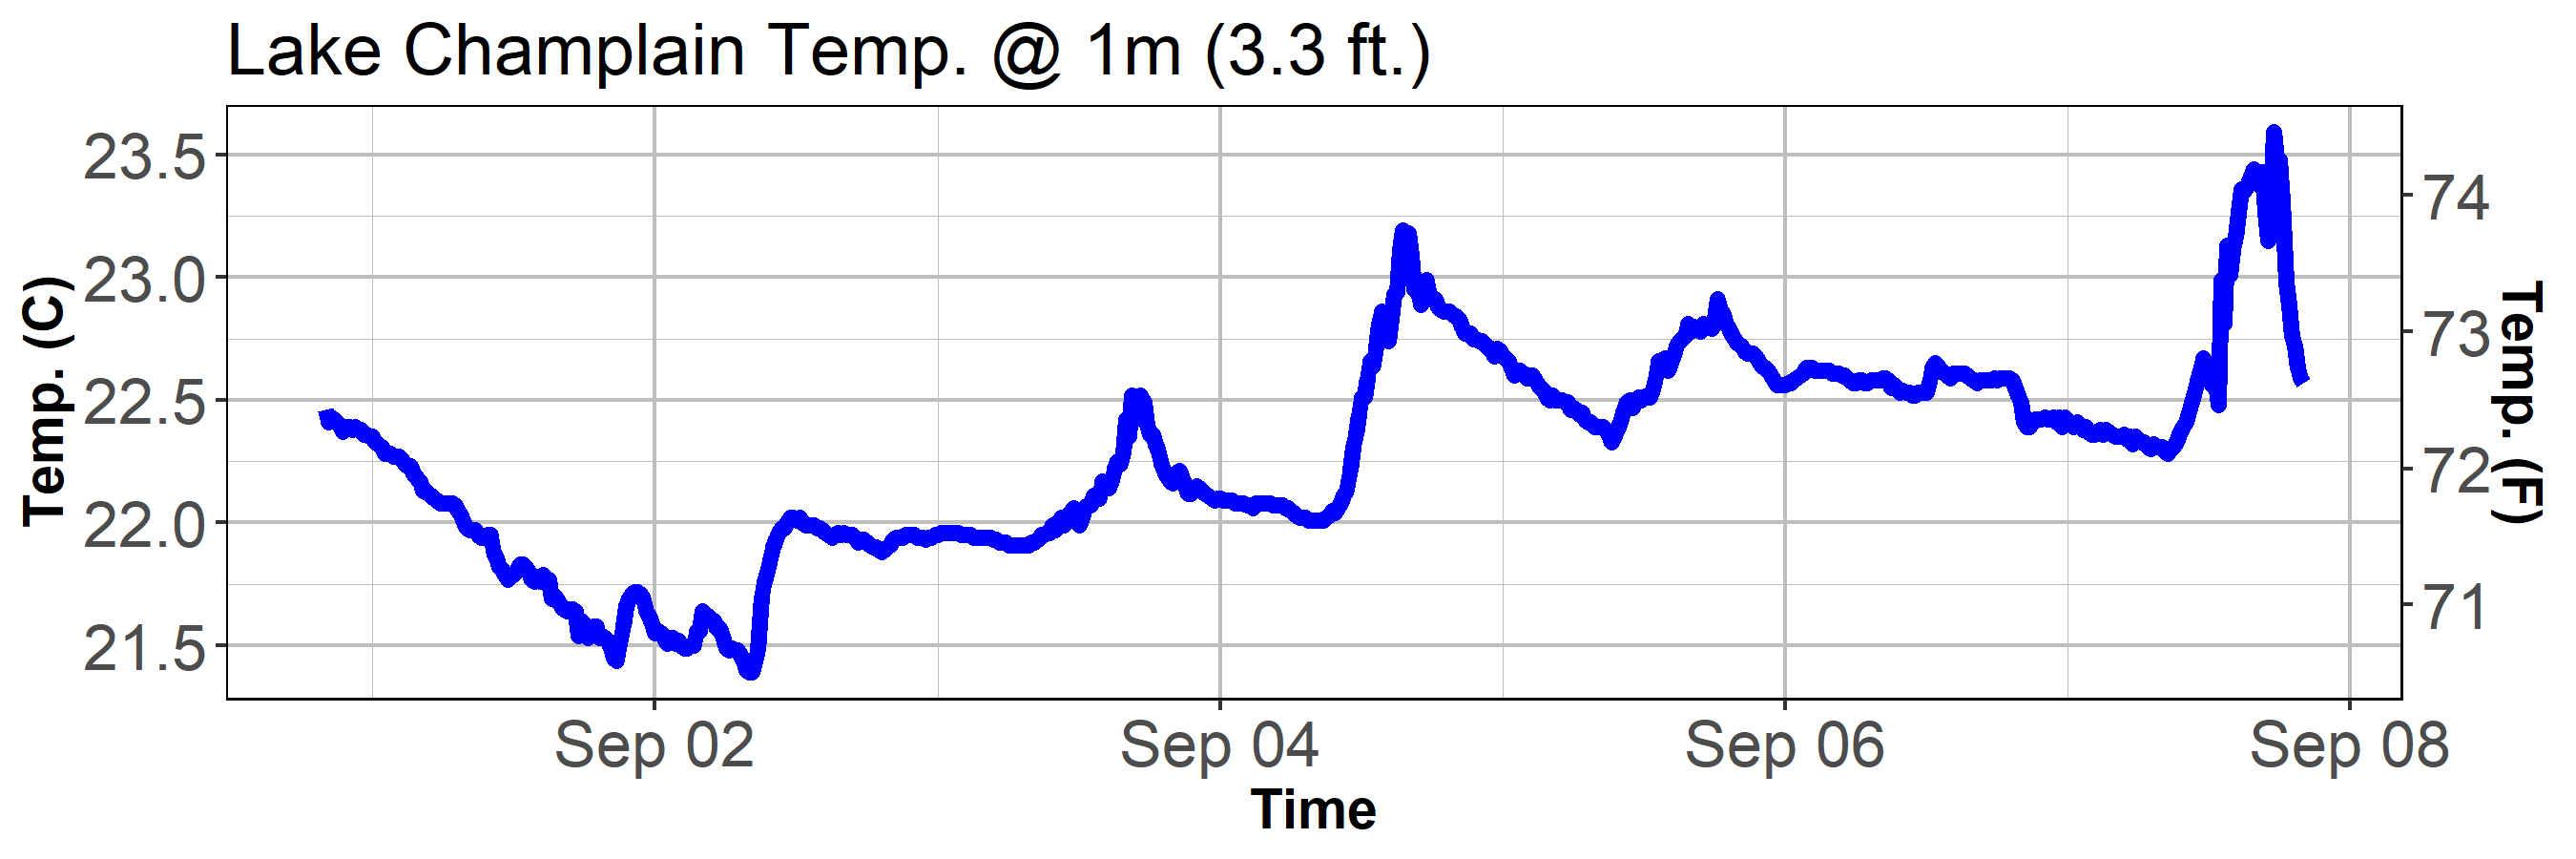 Lake Champlain Temp. @ 1m (3.3 ft.)
Temp. (C)
23.5
23.0
22.5
22.0
21.5
74
73
72
71
Temp. (F)
Sep 02 Sep 04 Sep 06 Sep 08
Time